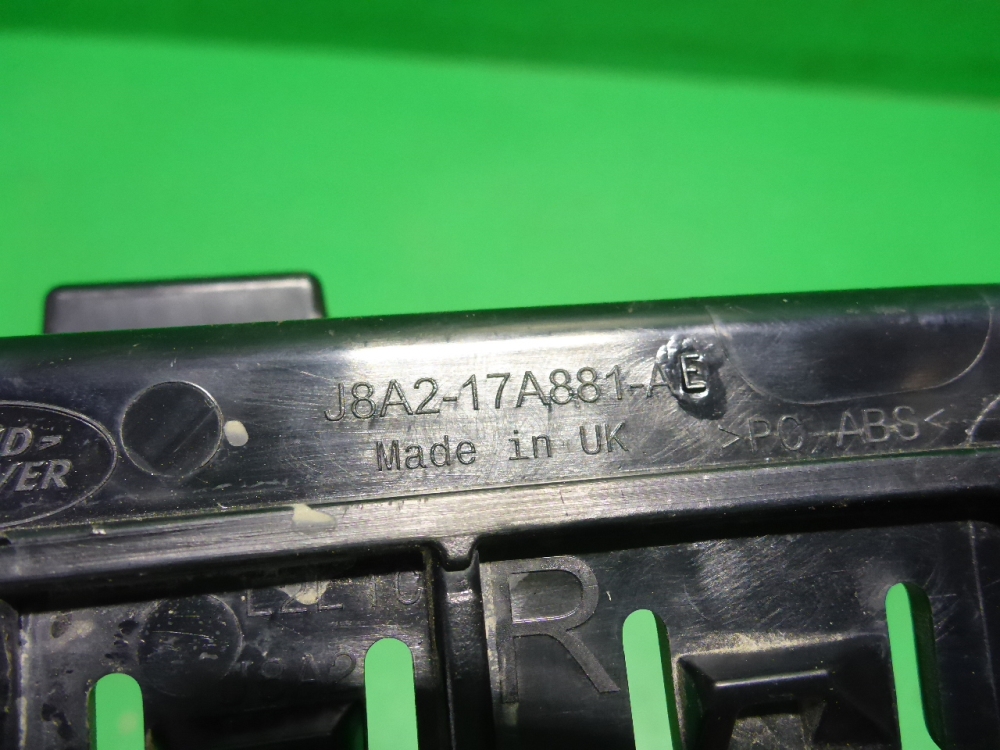 J8A2-17A881-AE
Made in UK
>PC-ABS<
R